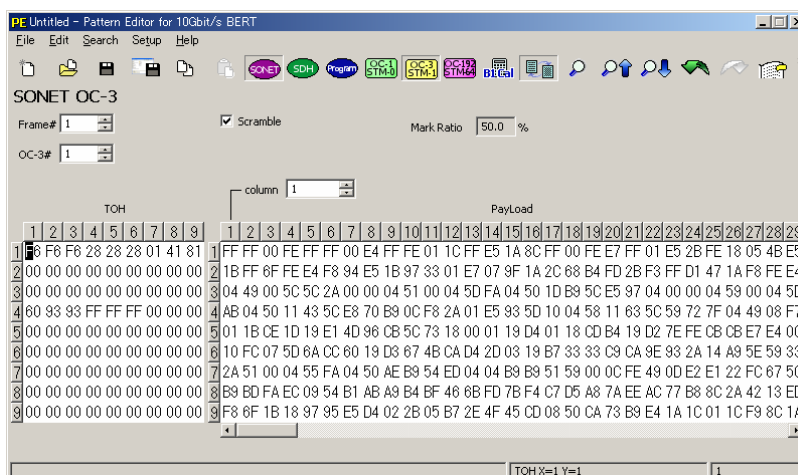 PE Untitled - Pattern Editor for 10Gbit/s BERT
File Edit Search Setup Help
SONET SDH Program OC-1 STM-0 OC-3 STM-1 OC-192 STM64 B1Cal
SONET OC-3
Frame# 1
Scramble
Mark Ratio 50.0 %
OC-3# 1
column 1
TOH PayLoad
1 2 3 4 5 6 7 8 9 1 2 3 4 5 6 7 8 9 10 11 12 13 14 15 16 17 18 19 20 21 22 23 24 25 26 27 28 29
1 F6 F6 F6 28 28 28 01 41 81 1 FF FF 00 FE FF FF 00 E4 FF FE 01 1C FF E5 1A 8C FF 00 FE E7 FF 01 E5 2B FE 18 05 4B E5
2 00 00 00 00 00 00 00 00 00 2 1B FF 6F FE E4 F8 94 E5 1B 97 33 01 E7 07 9F 1A 2C 68 B4 FD 2B F3 FF D1 47 1A F8 FE E4
3 00 00 00 00 00 00 00 00 00 3 04 49 00 5C 5C 2A 00 00 04 51 00 04 5D FA 04 50 1D B9 5C E5 97 04 00 00 04 59 00 04 5D
4 60 93 93 FF FF FF 00 00 00 4 AB 04 50 11 43 5C E8 70 B9 0C F8 2A 01 E5 93 5D 10 04 58 11 63 5C 59 72 7F 04 49 08 F7
5 00 00 00 00 00 00 00 00 00 5 01 1B CE 1D 19 E1 4D 96 CB 5C 73 18 00 01 19 D4 01 18 CD B4 19 D2 7E FE CB CB E7 E4 00
6 00 00 00 00 00 00 00 00 00 6 10 FC 07 5D 6A CC 60 19 D3 67 4B CA D4 2D 03 19 B7 33 33 C9 CA 9E 93 2A 14 A9 5E 59 33
7 00 00 00 00 00 00 00 00 00 7 2A 51 00 04 55 FA 04 50 AE B9 54 ED 04 04 B9 B9 51 59 00 0C FE 49 0D E2 E1 22 FC 67 50
8 00 00 00 00 00 00 00 00 00 8 B9 BD FA EC 09 54 B1 AB A9 B4 BF 46 6B FD 7B F4 C7 D5 A8 7A EE AC 77 B8 8C 2A 42 13 ED
9 00 00 00 00 00 00 00 00 00 9 F8 6F 1B 18 97 95 E5 D4 02 2B 05 B7 2E 4F 45 CD 08 50 CA 73 B9 E4 1A 1C 01 1C F9 8C 1A
TOH X=1 Y=1 1